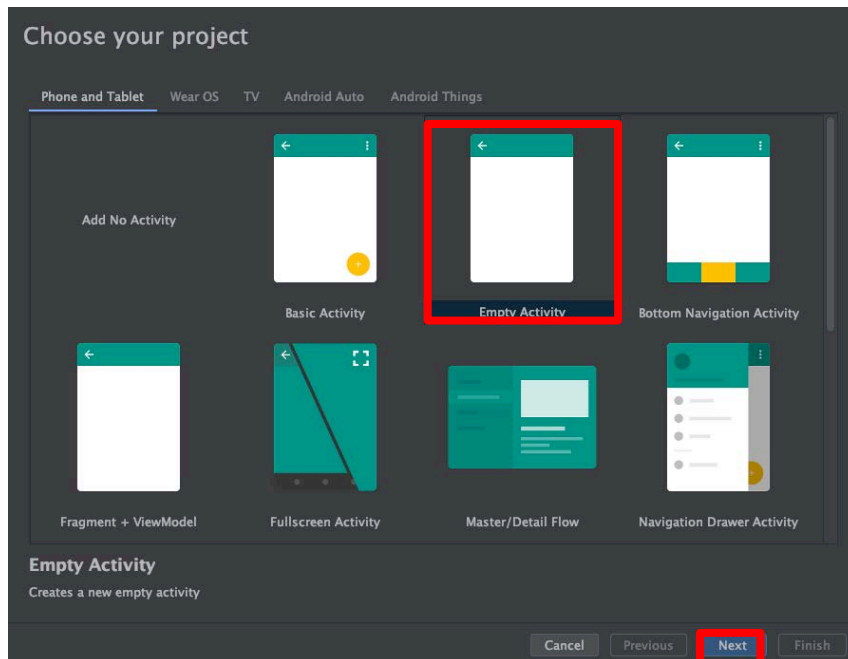 Choose your project
Phone and Tablet Wear OS TV Android Auto Android Things
Add No Activity
Basic Activity
Empty Activity
Bottom Navigation Activity
Fragment + ViewModel
Fullscreen Activity
Master/Detail Flow
Navigation Drawer Activity
Empty Activity
Creates a new empty activity
Cancel Previous Next Finish